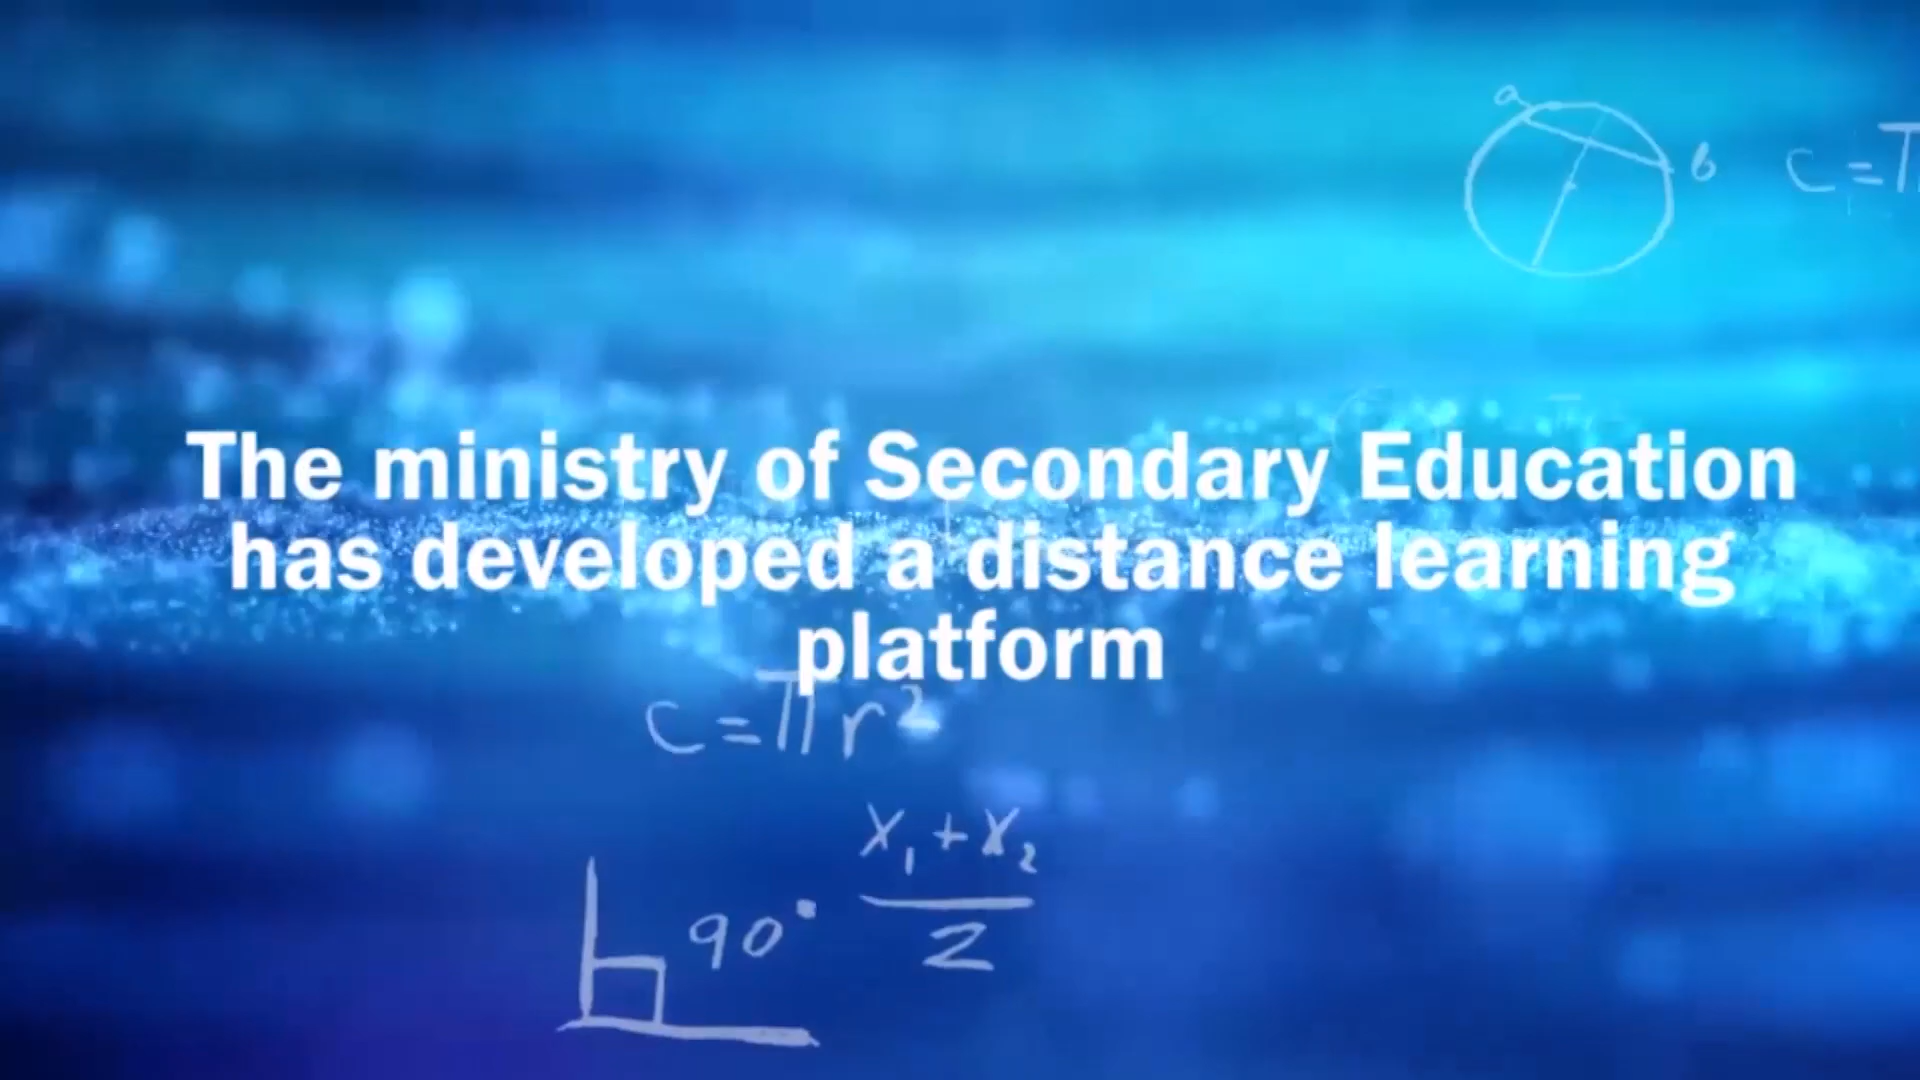 a
b c=π
The ministry of Secondary Education
has developed a distance learning
platform
c=πr²
x₁+x₂
90°
2